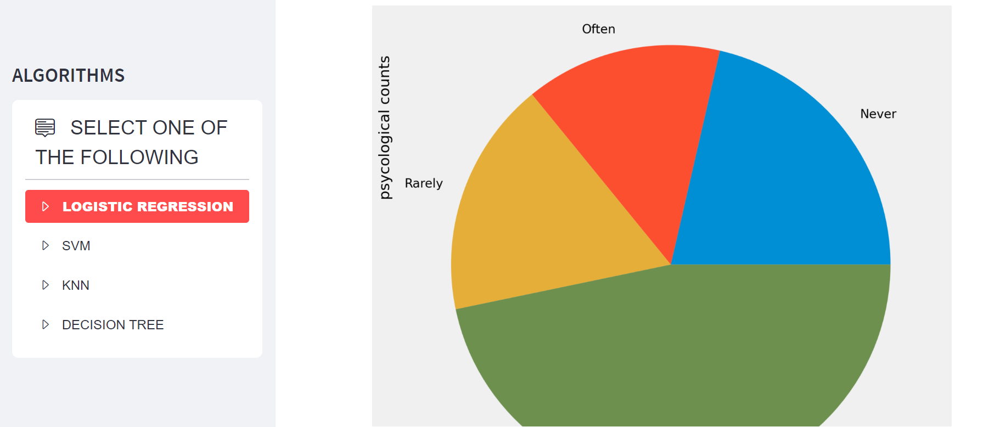 ALGORITHMS
SELECT ONE OF
THE FOLLOWING
LOGISTIC REGRESSION
SVM
KNN
DECISION TREE
Often
Never
psycological counts
Rarely